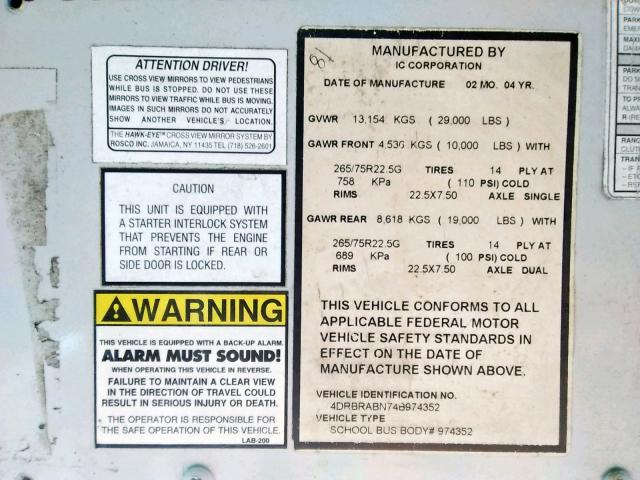 ATTENTION DRIVER!
USE CROSS VIEW MIRRORS TO VIEW PEDESTRIANS
WHILE BUS IS STOPPED. DO NOT USE THESE
MIRRORS TO VIEW TRAFFIC WHILE BUS IS MOVING.
IMAGES IN SUCH MIRRORS DO NOT ACCURATELY
SHOW ANOTHER VEHICLE'S LOCATION.
THE HAWK-EYE™ CROSS VIEW MIRROR SYSTEM BY
ROSCO INC. JAMAICA, NY 11435 TEL (718) 526-2601
CAUTION
THIS UNIT IS EQUIPPED WITH
A STARTER INTERLOCK SYSTEM
THAT PREVENTS THE ENGINE
FROM STARTING IF REAR OR
SIDE DOOR IS LOCKED.
WARNING
THIS VEHICLE IS EQUIPPED WITH A BACK-UP ALARM.
ALARM MUST SOUND!
WHEN OPERATING THIS VEHICLE IN REVERSE.
FAILURE TO MAINTAIN A CLEAR VIEW
IN THE DIRECTION OF TRAVEL COULD
RESULT IN SERIOUS INJURY OR DEATH.
THE OPERATOR IS RESPONSIBLE FOR
THE SAFE OPERATION OF THIS VEHICLE.
LAB-200
81
MANUFACTURED BY
IC CORPORATION
DATE OF MANUFACTURE 02 MO. 04 YR.
GVWR 13,154 KGS ( 29,000 LBS )
GAWR FRONT 4,536 KGS ( 10,000 LBS ) WITH
265/75R22.5G TIRES 14 PLY AT
758 KPa ( 110 PSI) COLD
RIMS 22.5X7.50 AXLE SINGLE
GAWR REAR 8,618 KGS ( 19,000 LBS ) WITH
265/75R22.5G TIRES 14 PLY AT
689 KPa ( 100 PSI) COLD
RIMS 22.5X7.50 AXLE DUAL
THIS VEHICLE CONFORMS TO ALL
APPLICABLE FEDERAL MOTOR
VEHICLE SAFETY STANDARDS IN
EFFECT ON THE DATE OF
MANUFACTURE SHOWN ABOVE.
VEHICLE IDENTIFICATION NO.
4DRBRABN74B974352
VEHICLE TYPE
SCHOOL BUS BODY# 974352